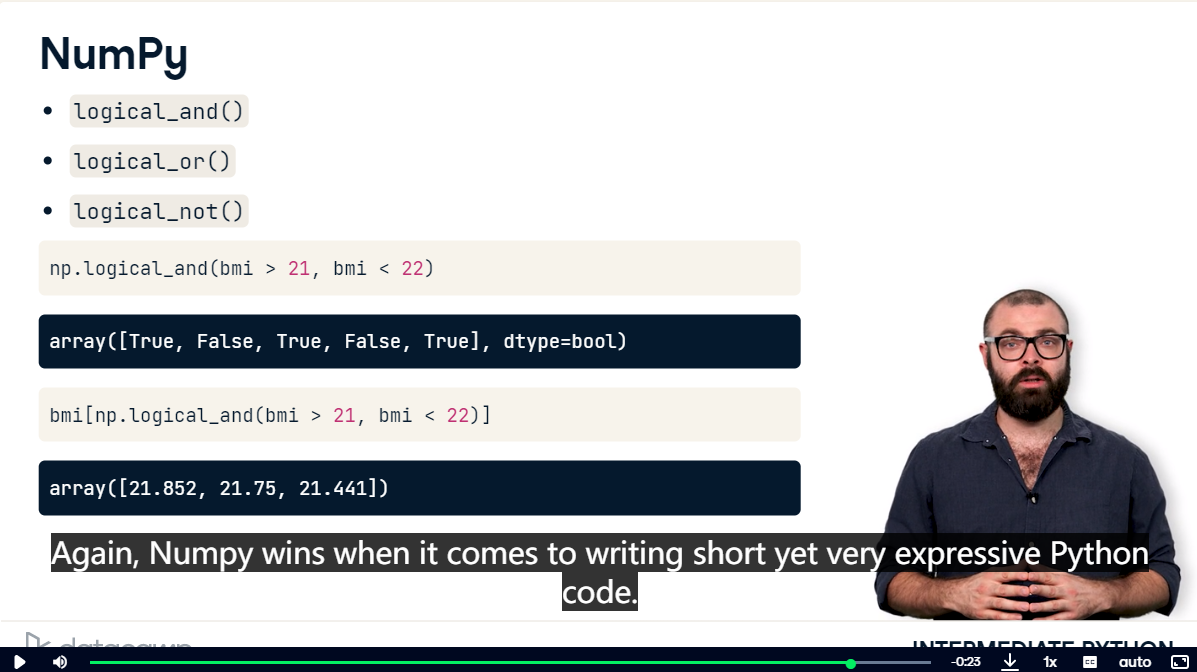 NumPy
• logical_and()
• logical_or()
• logical_not()
np.logical_and(bmi > 21, bmi < 22)
array([True, False, True, False, True], dtype=bool)
bmi[np.logical_and(bmi > 21, bmi < 22)]
array([21.852, 21.75, 21.441])
Again, Numpy wins when it comes to writing short yet very expressive Python
code.
datacamp INTERMEDIATE PYTHON
-0:23 1x CC auto